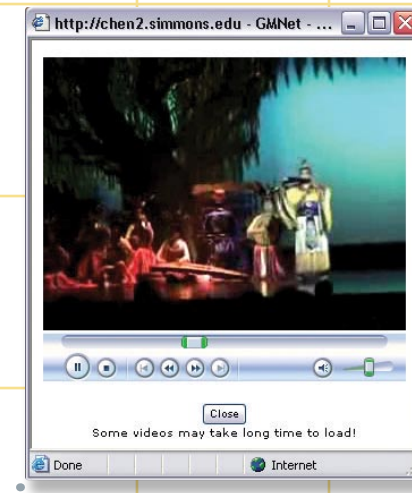 http://chen2.simmons.edu - GMNet - ...
Close
Some videos may take long time to load!
Done
Internet